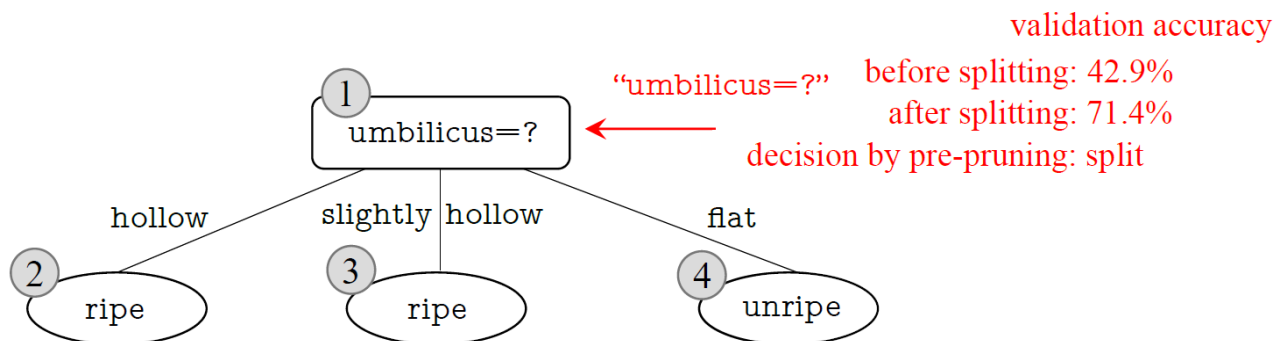 validation accuracy
"umbilicus=?" before splitting: 42.9%
after splitting: 71.4%
decision by pre-pruning: split
1
umbilicus=?
hollow
slightly hollow
flat
2
ripe
3
ripe
4
unripe